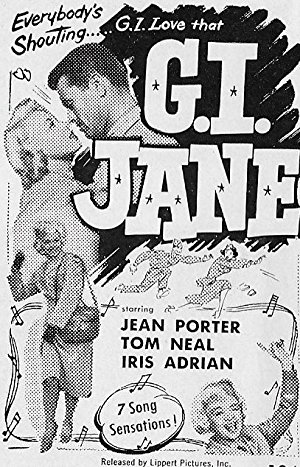 Everybody's
Shouting.....G.I. Love that
G.I.
JANE
starring
JEAN PORTER
TOM NEAL
IRIS ADRIAN
7 Song
Sensations!
Released by Lippert Pictures, Inc.